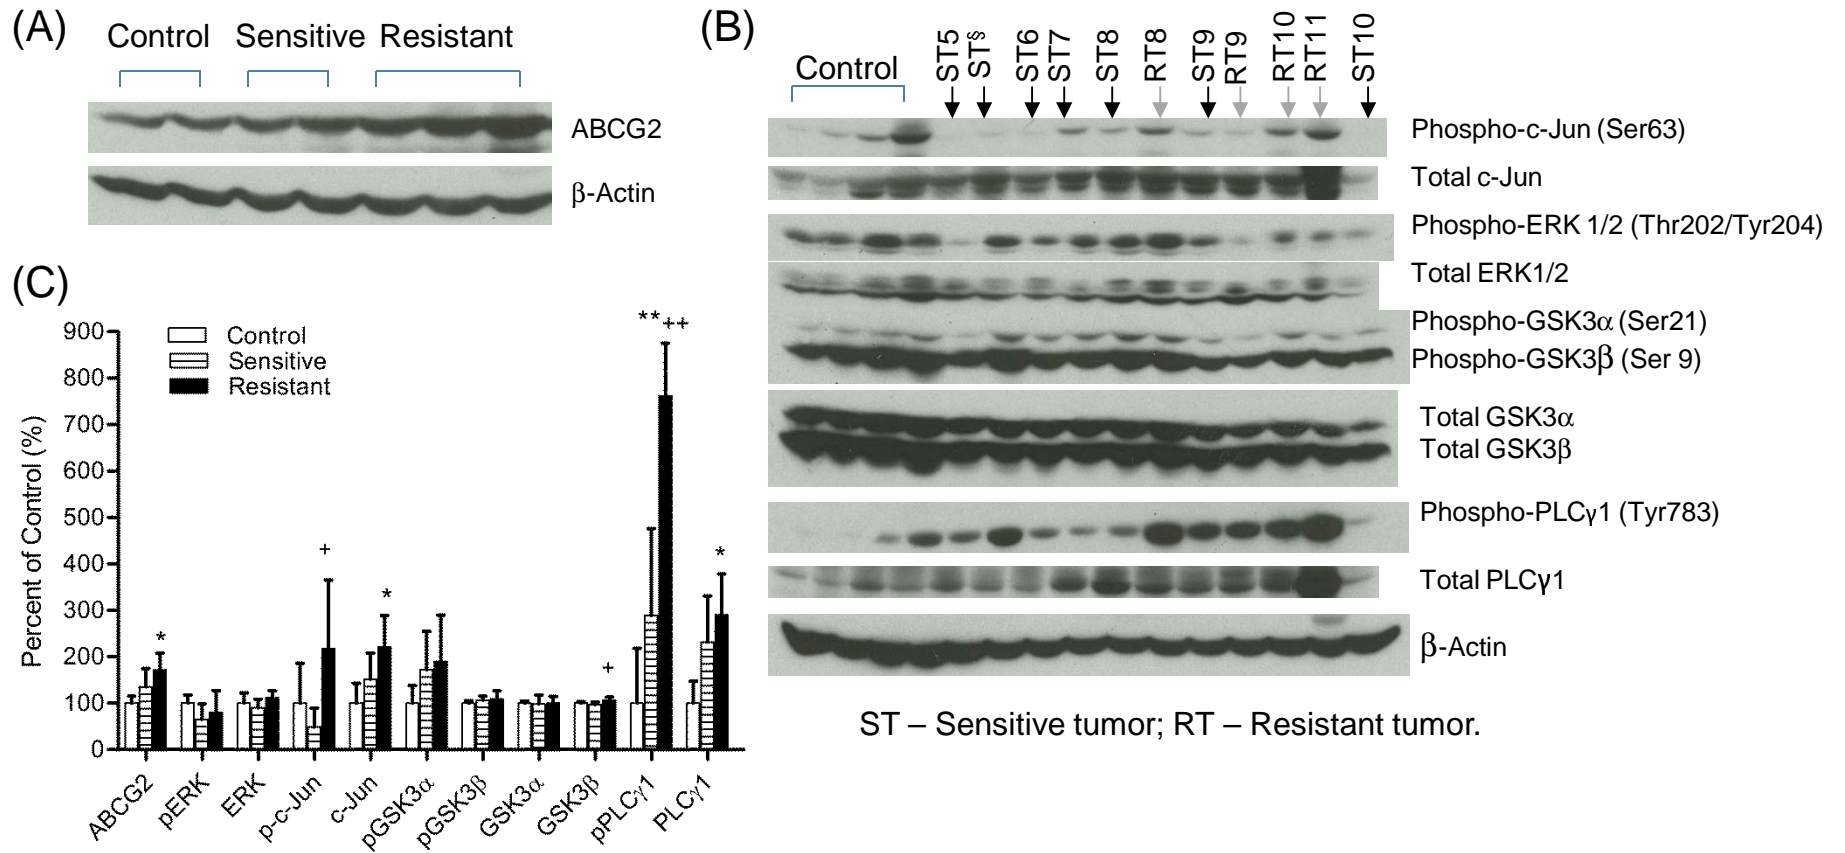 (A)
Control Sensitive Resistant
ABCG2
β-Actin
(B)
Control
ST5
ST§
ST6
ST7
ST8
RT8
ST9
RT9
RT10
RT11
ST10
Phospho-c-Jun (Ser63)
Total c-Jun
Phospho-ERK 1/2 (Thr202/Tyr204)
Total ERK1/2
Phospho-GSK3α (Ser21)
Phospho-GSK3β (Ser 9)
Total GSK3α
Total GSK3β
Phospho-PLCγ1 (Tyr783)
Total PLCγ1
β-Actin
ST – Sensitive tumor; RT – Resistant tumor.
(C)
Percent of Control (%)
900
800
700
600
500
400
300
200
100
0
Control
Sensitive
Resistant
*
+
*
+
**++
*
ABCG2
pERK
ERK
p-c-Jun
c-Jun
pGSK3α
pGSK3β
GSK3α
GSK3β
pPLCγ1
PLCγ1